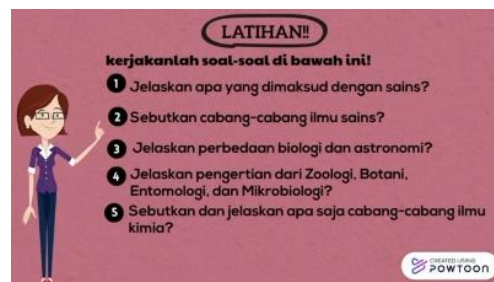 LATIHAN!!
kerjakanlah soal-soal di bawah ini!
1 Jelaskan apa yang dimaksud dengan sains?
2 Sebutkan cabang-cabang ilmu sains?
3 Jelaskan perbedaan biologi dan astronomi?
4 Jelaskan pengertian dari Zoologi, Botani,
Entomologi, dan Mikrobiologi?
5 Sebutkan dan jelaskan apa saja cabang-cabang ilmu
kimia?
CREATED USING
POWTOON